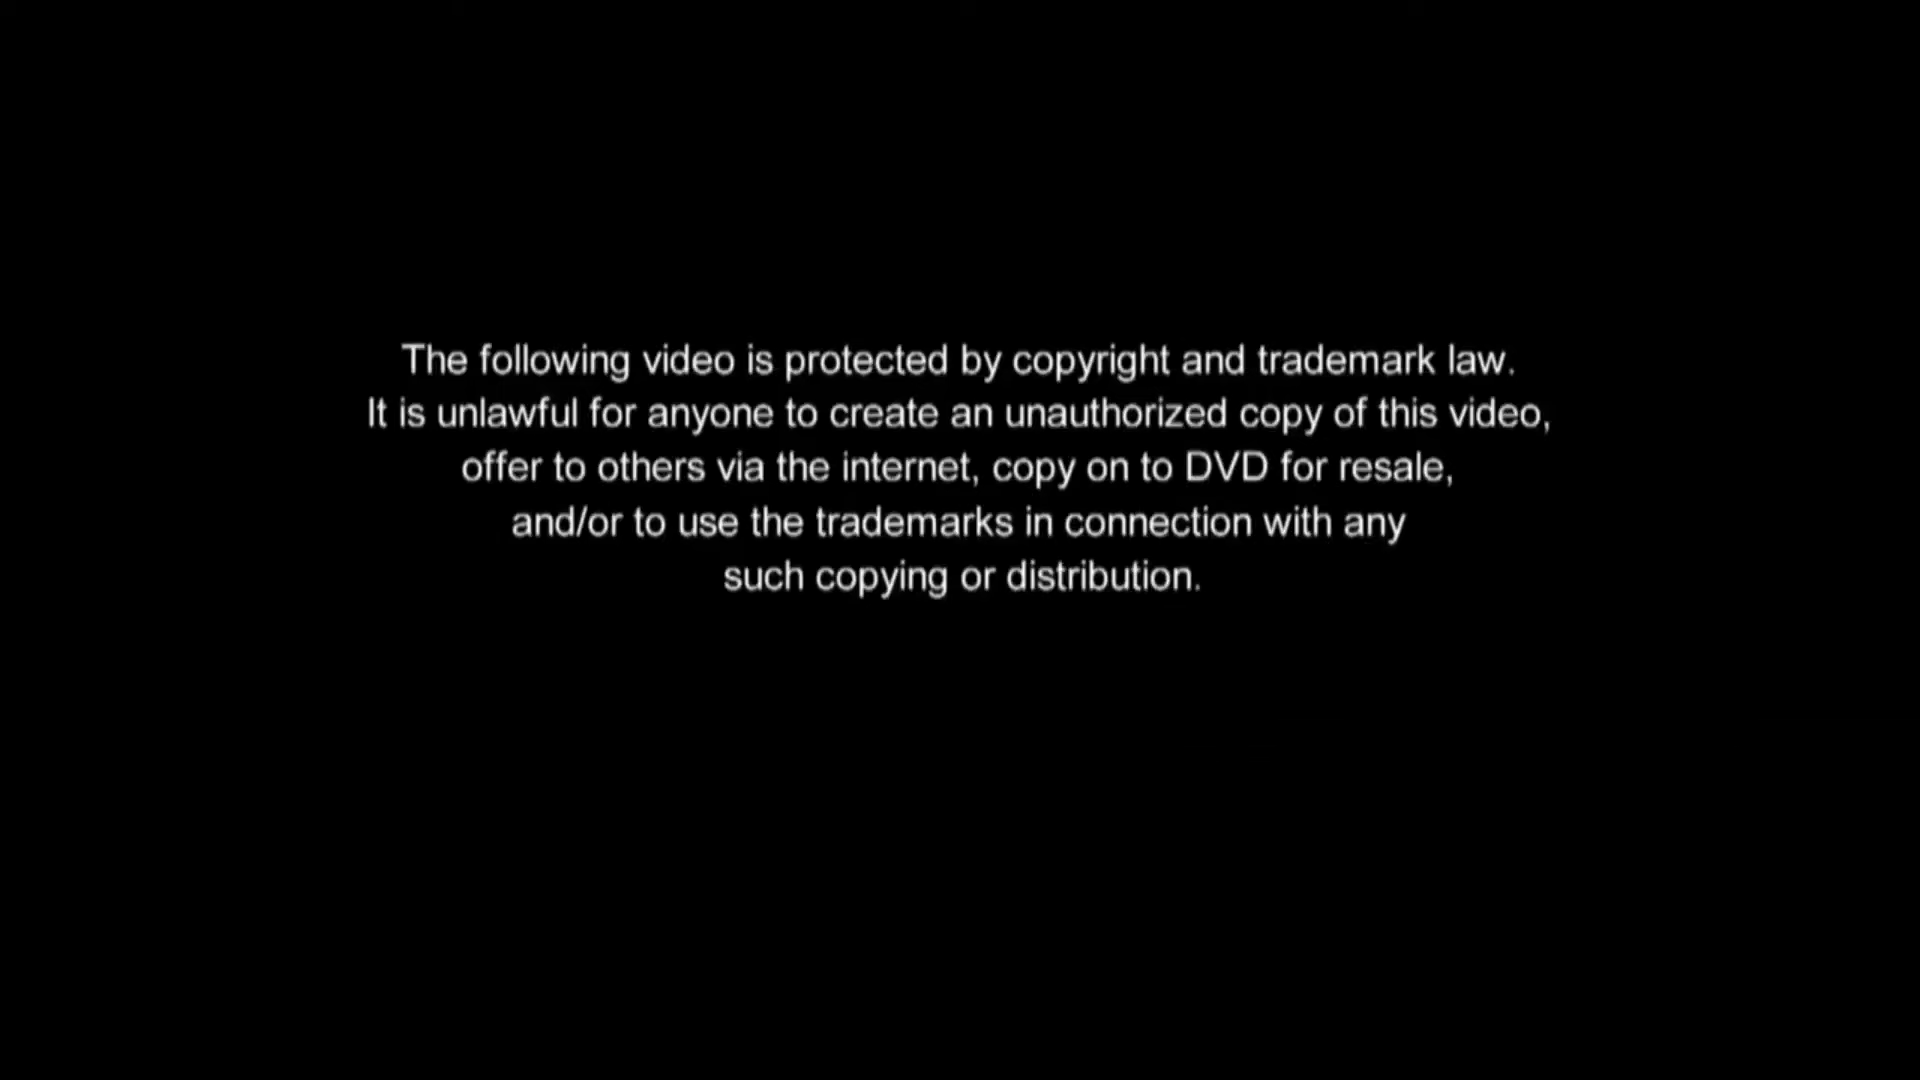 The following video is protected by copyright and trademark law.
It is unlawful for anyone to create an unauthorized copy of this video,
offer to others via the internet, copy on to DVD for resale,
and/or to use the trademarks in connection with any
such copying or distribution.